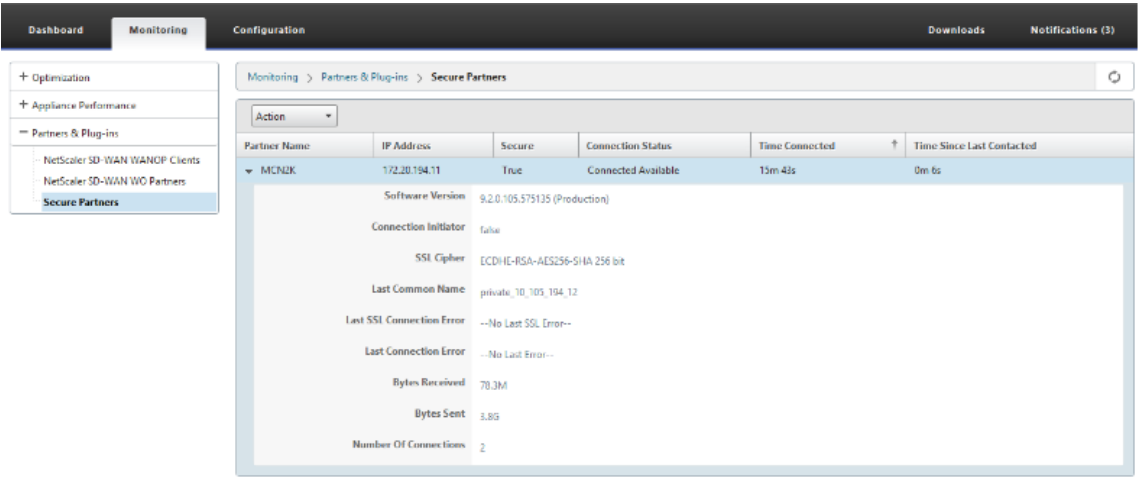 Dashboard Monitoring Configuration Downloads Notifications (3)
+ Optimization
+ Appliance Performance
− Partners & Plug-ins
NetScaler SD-WAN WANOP Clients
NetScaler SD-WAN WO Partners
Secure Partners
Monitoring > Partners & Plug-ins > Secure Partners
Action
Partner Name IP Address Secure Connection Status Time Connected ↑ Time Since Last Contacted
MCN2K 172.20.194.11 True Connected Available 15m 43s 0m 6s
Software Version 9.2.0.105.575135 (Production)
Connection Initiator false
SSL Cipher ECDHE-RSA-AES256-SHA 256 bit
Last Common Name private_10_105_194_12
Last SSL Connection Error --No Last SSL Error--
Last Connection Error --No Last Error--
Bytes Received 78.3M
Bytes Sent 3.8G
Number Of Connections 2